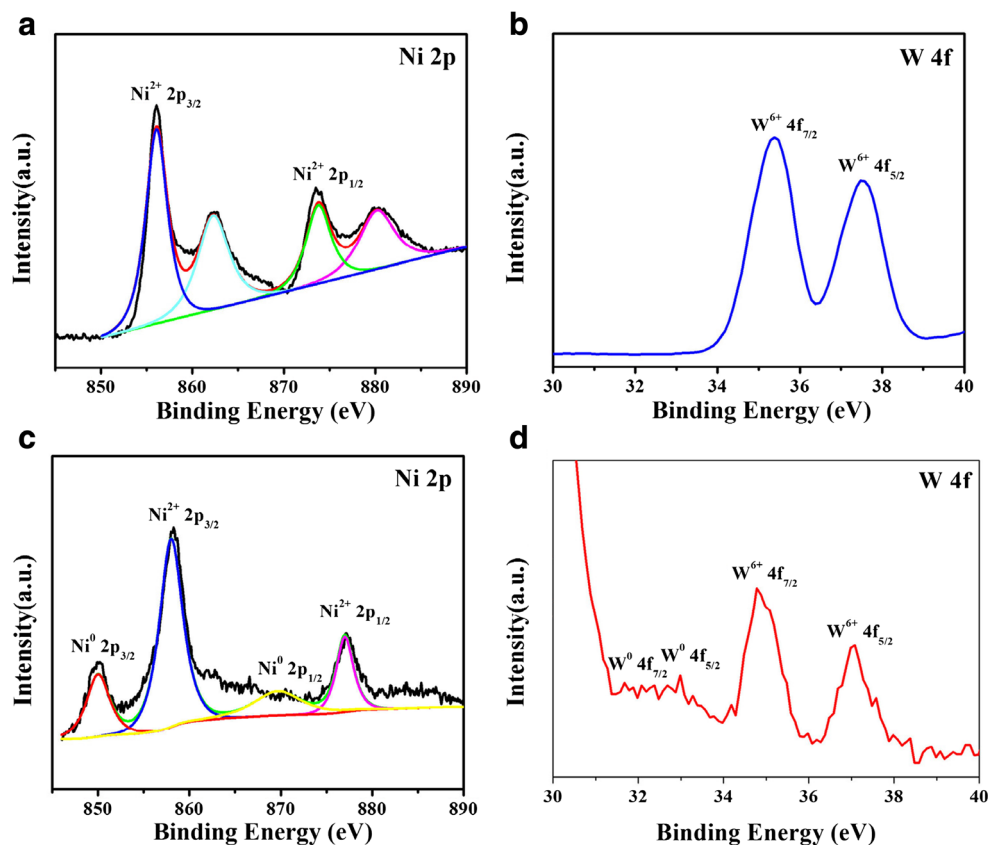 a
Ni 2p
Ni²⁺ 2p₃/₂
Ni²⁺ 2p₁/₂
Intensity(a.u.)
850 860 870 880 890
Binding Energy (eV)
b
W 4f
W⁶⁺ 4f₇/₂
W⁶⁺ 4f₅/₂
Intensity(a.u.)
30 32 34 36 38 40
Binding Energy (eV)
c
Ni 2p
Ni²⁺ 2p₃/₂
Ni⁰ 2p₃/₂
Ni⁰ 2p₁/₂
Ni²⁺ 2p₁/₂
Intensity(a.u.)
850 860 870 880 890
Binding Energy (eV)
d
W 4f
W⁶⁺ 4f₇/₂
W⁶⁺ 4f₅/₂
W⁰ 4f₇/₂ W⁰ 4f₅/₂
Intensity(a.u.)
30 32 34 36 38 40
Binding Energy (eV)